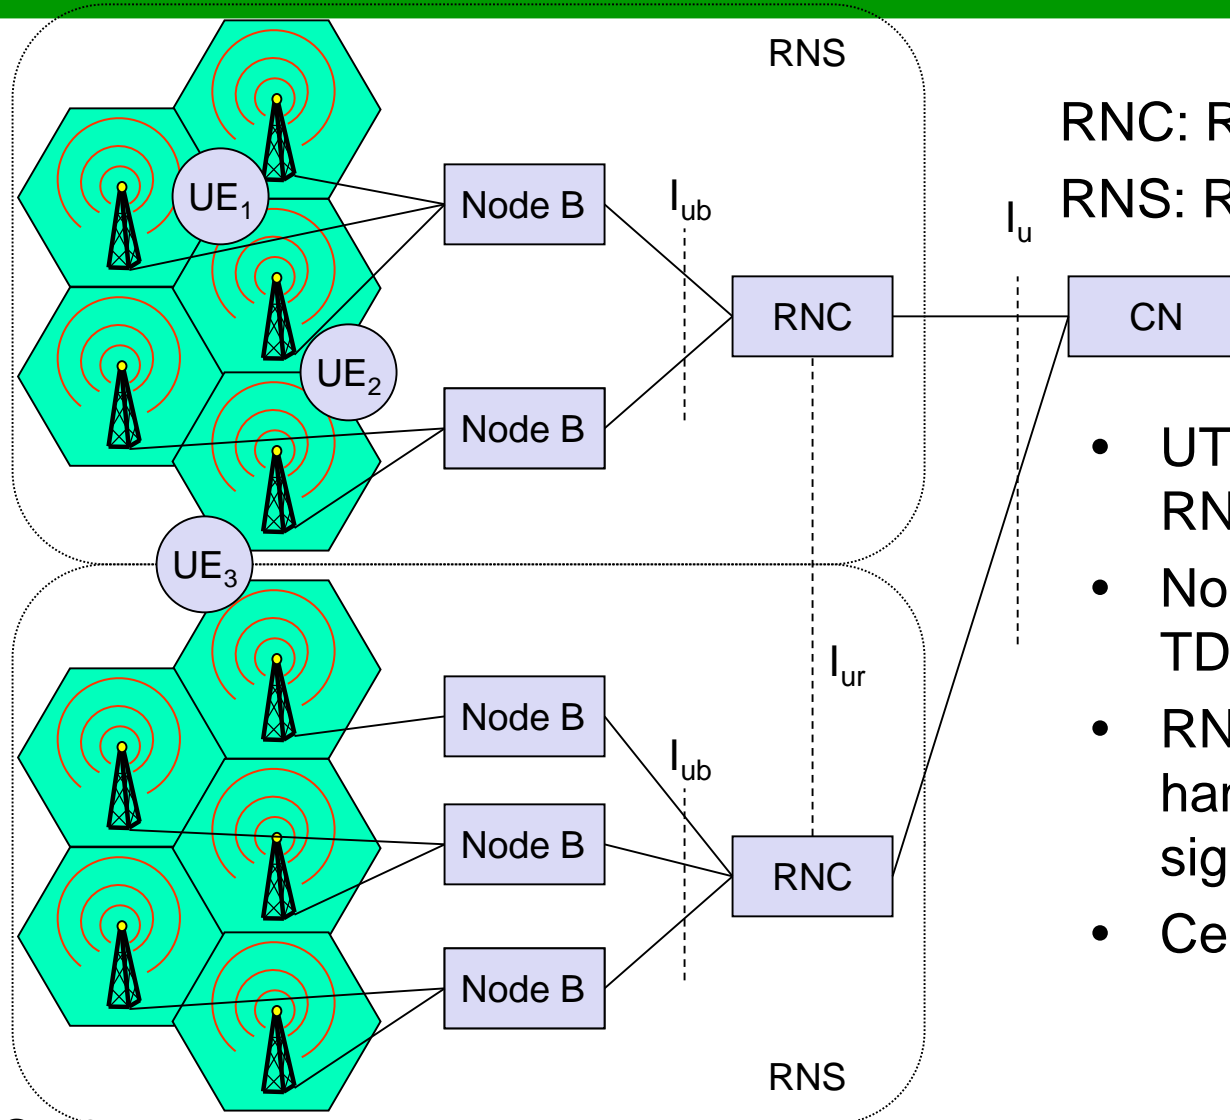 RNS
RNC: R
RNS: R
UE1
Node B
Iub
Iu
RNC
CN
UE2
Node B
• UT
RN
UE3
• No
TD
Iur
Node B
• RN
har
sig
Iub
Node B
RNC
• Ce
Node B
RNS